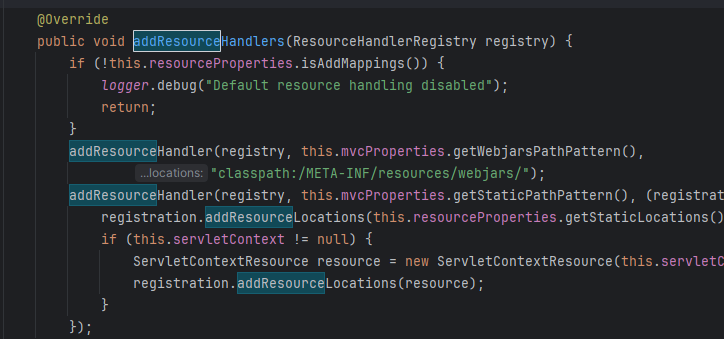 @Override
public void addResourceHandlers(ResourceHandlerRegistry registry) {
if (!this.resourceProperties.isAddMappings()) {
logger.debug("Default resource handling disabled");
return;
}
addResourceHandler(registry, this.mvcProperties.getWebjarsPathPattern(),
...locations: "classpath:/META-INF/resources/webjars/");
addResourceHandler(registry, this.mvcProperties.getStaticPathPattern(), (registrat
registration.addResourceLocations(this.resourceProperties.getStaticLocations()
if (this.servletContext != null) {
ServletContextResource resource = new ServletContextResource(this.servletC
registration.addResourceLocations(resource);
}
});